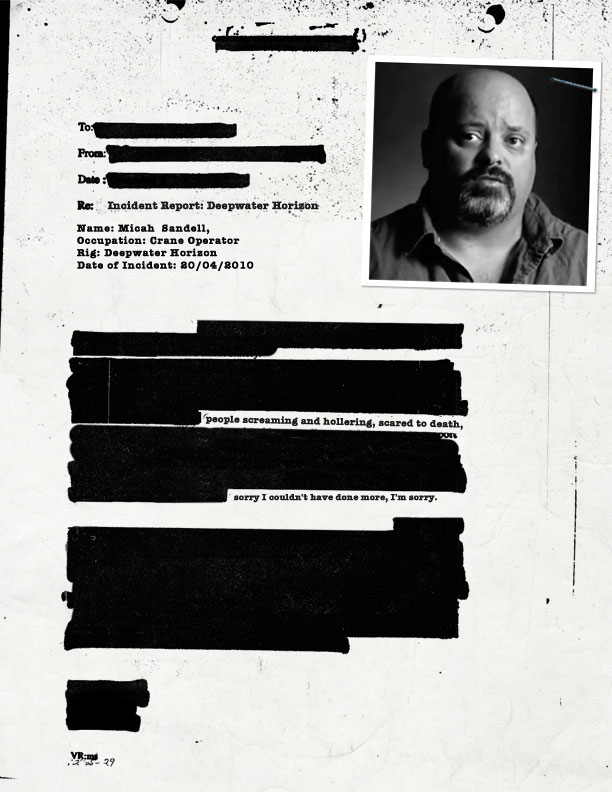 To:
From:
Date :
Re: Incident Report: Deepwater Horizon
Name: Micah Sandell,
Occupation: Crane Operator
Rig: Deepwater Horizon
Date of Incident: 20/04/2010
people screaming and hollering, scared to death,
sorry I couldn't have done more, I'm sorry.
VR:ms